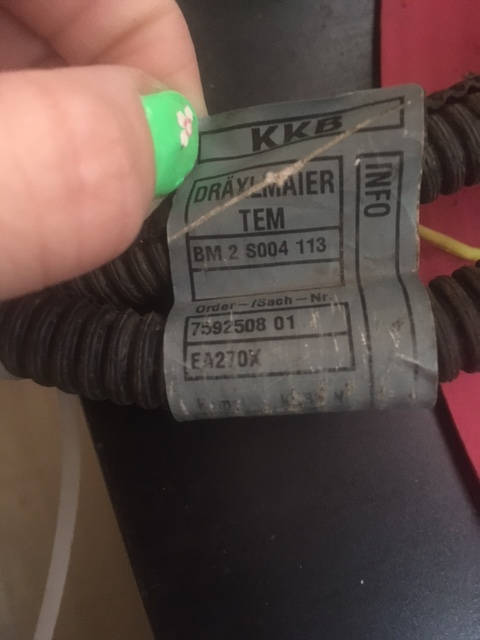 KKB
DRÄXLMAIER
TEM
INFO
BM 2 S004 113
Order-/Sach-Nr.
7592508 01
EA270X